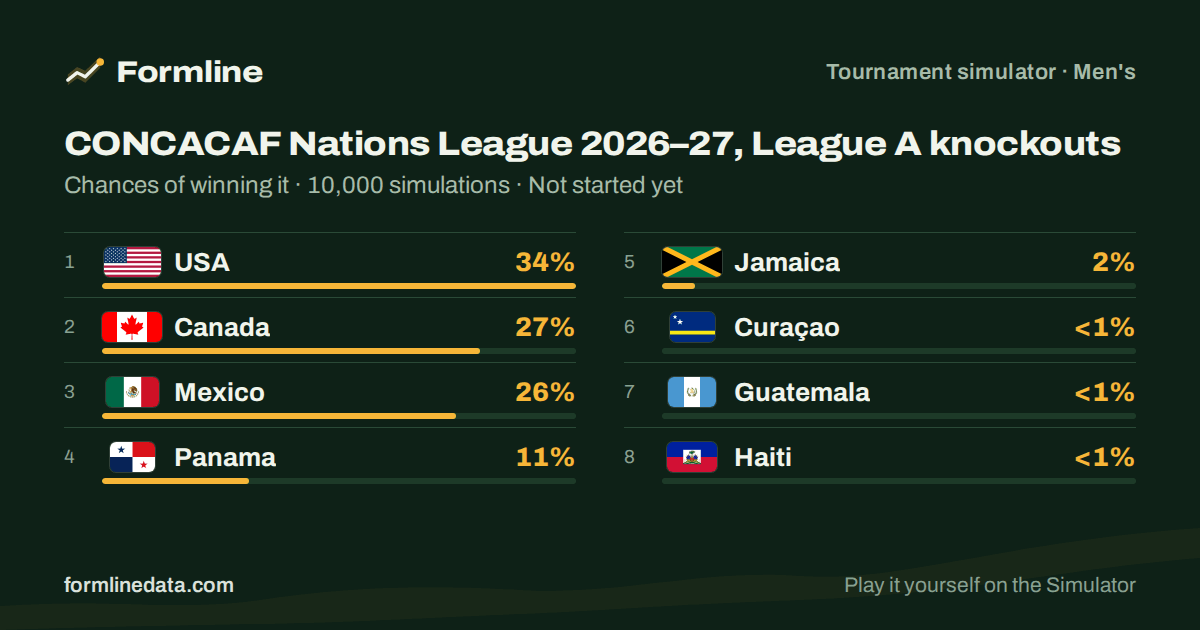 Formline
Tournament simulator · Men's
CONCACAF Nations League 2026–27, League A knockouts
Chances of winning it · 10,000 simulations · Not started yet
1 USA 34%
2 Canada 27%
3 Mexico 26%
4 Panama 11%
5 Jamaica 2%
6 Curaçao <1%
7 Guatemala <1%
8 Haiti <1%
formlinedata.com
Play it yourself on the Simulator